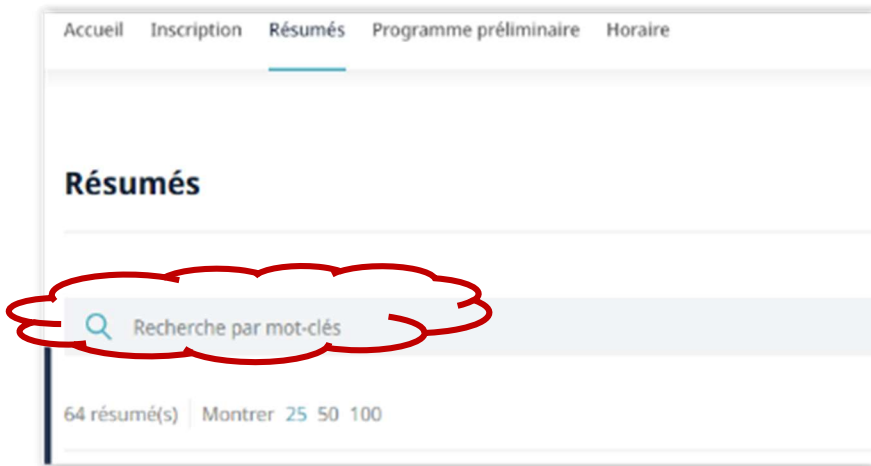 Accueil Inscription Résumés Programme préliminaire Horaire
Résumés
Recherche par mot-clés
64 résumé(s) Montrer 25 50 100